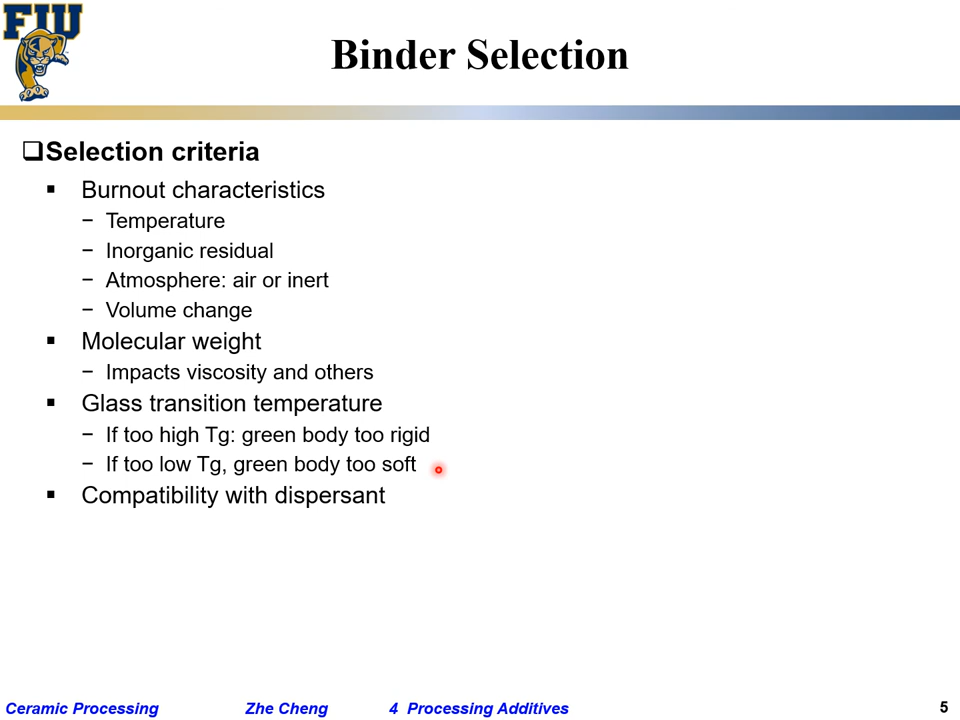 FIU
Binder Selection
❑Selection criteria
▪ Burnout characteristics
− Temperature
− Inorganic residual
− Atmosphere: air or inert
− Volume change
▪ Molecular weight
− Impacts viscosity and others
▪ Glass transition temperature
− If too high Tg: green body too rigid
− If too low Tg, green body too soft
▪ Compatibility with dispersant
Ceramic Processing Zhe Cheng 4 Processing Additives 5